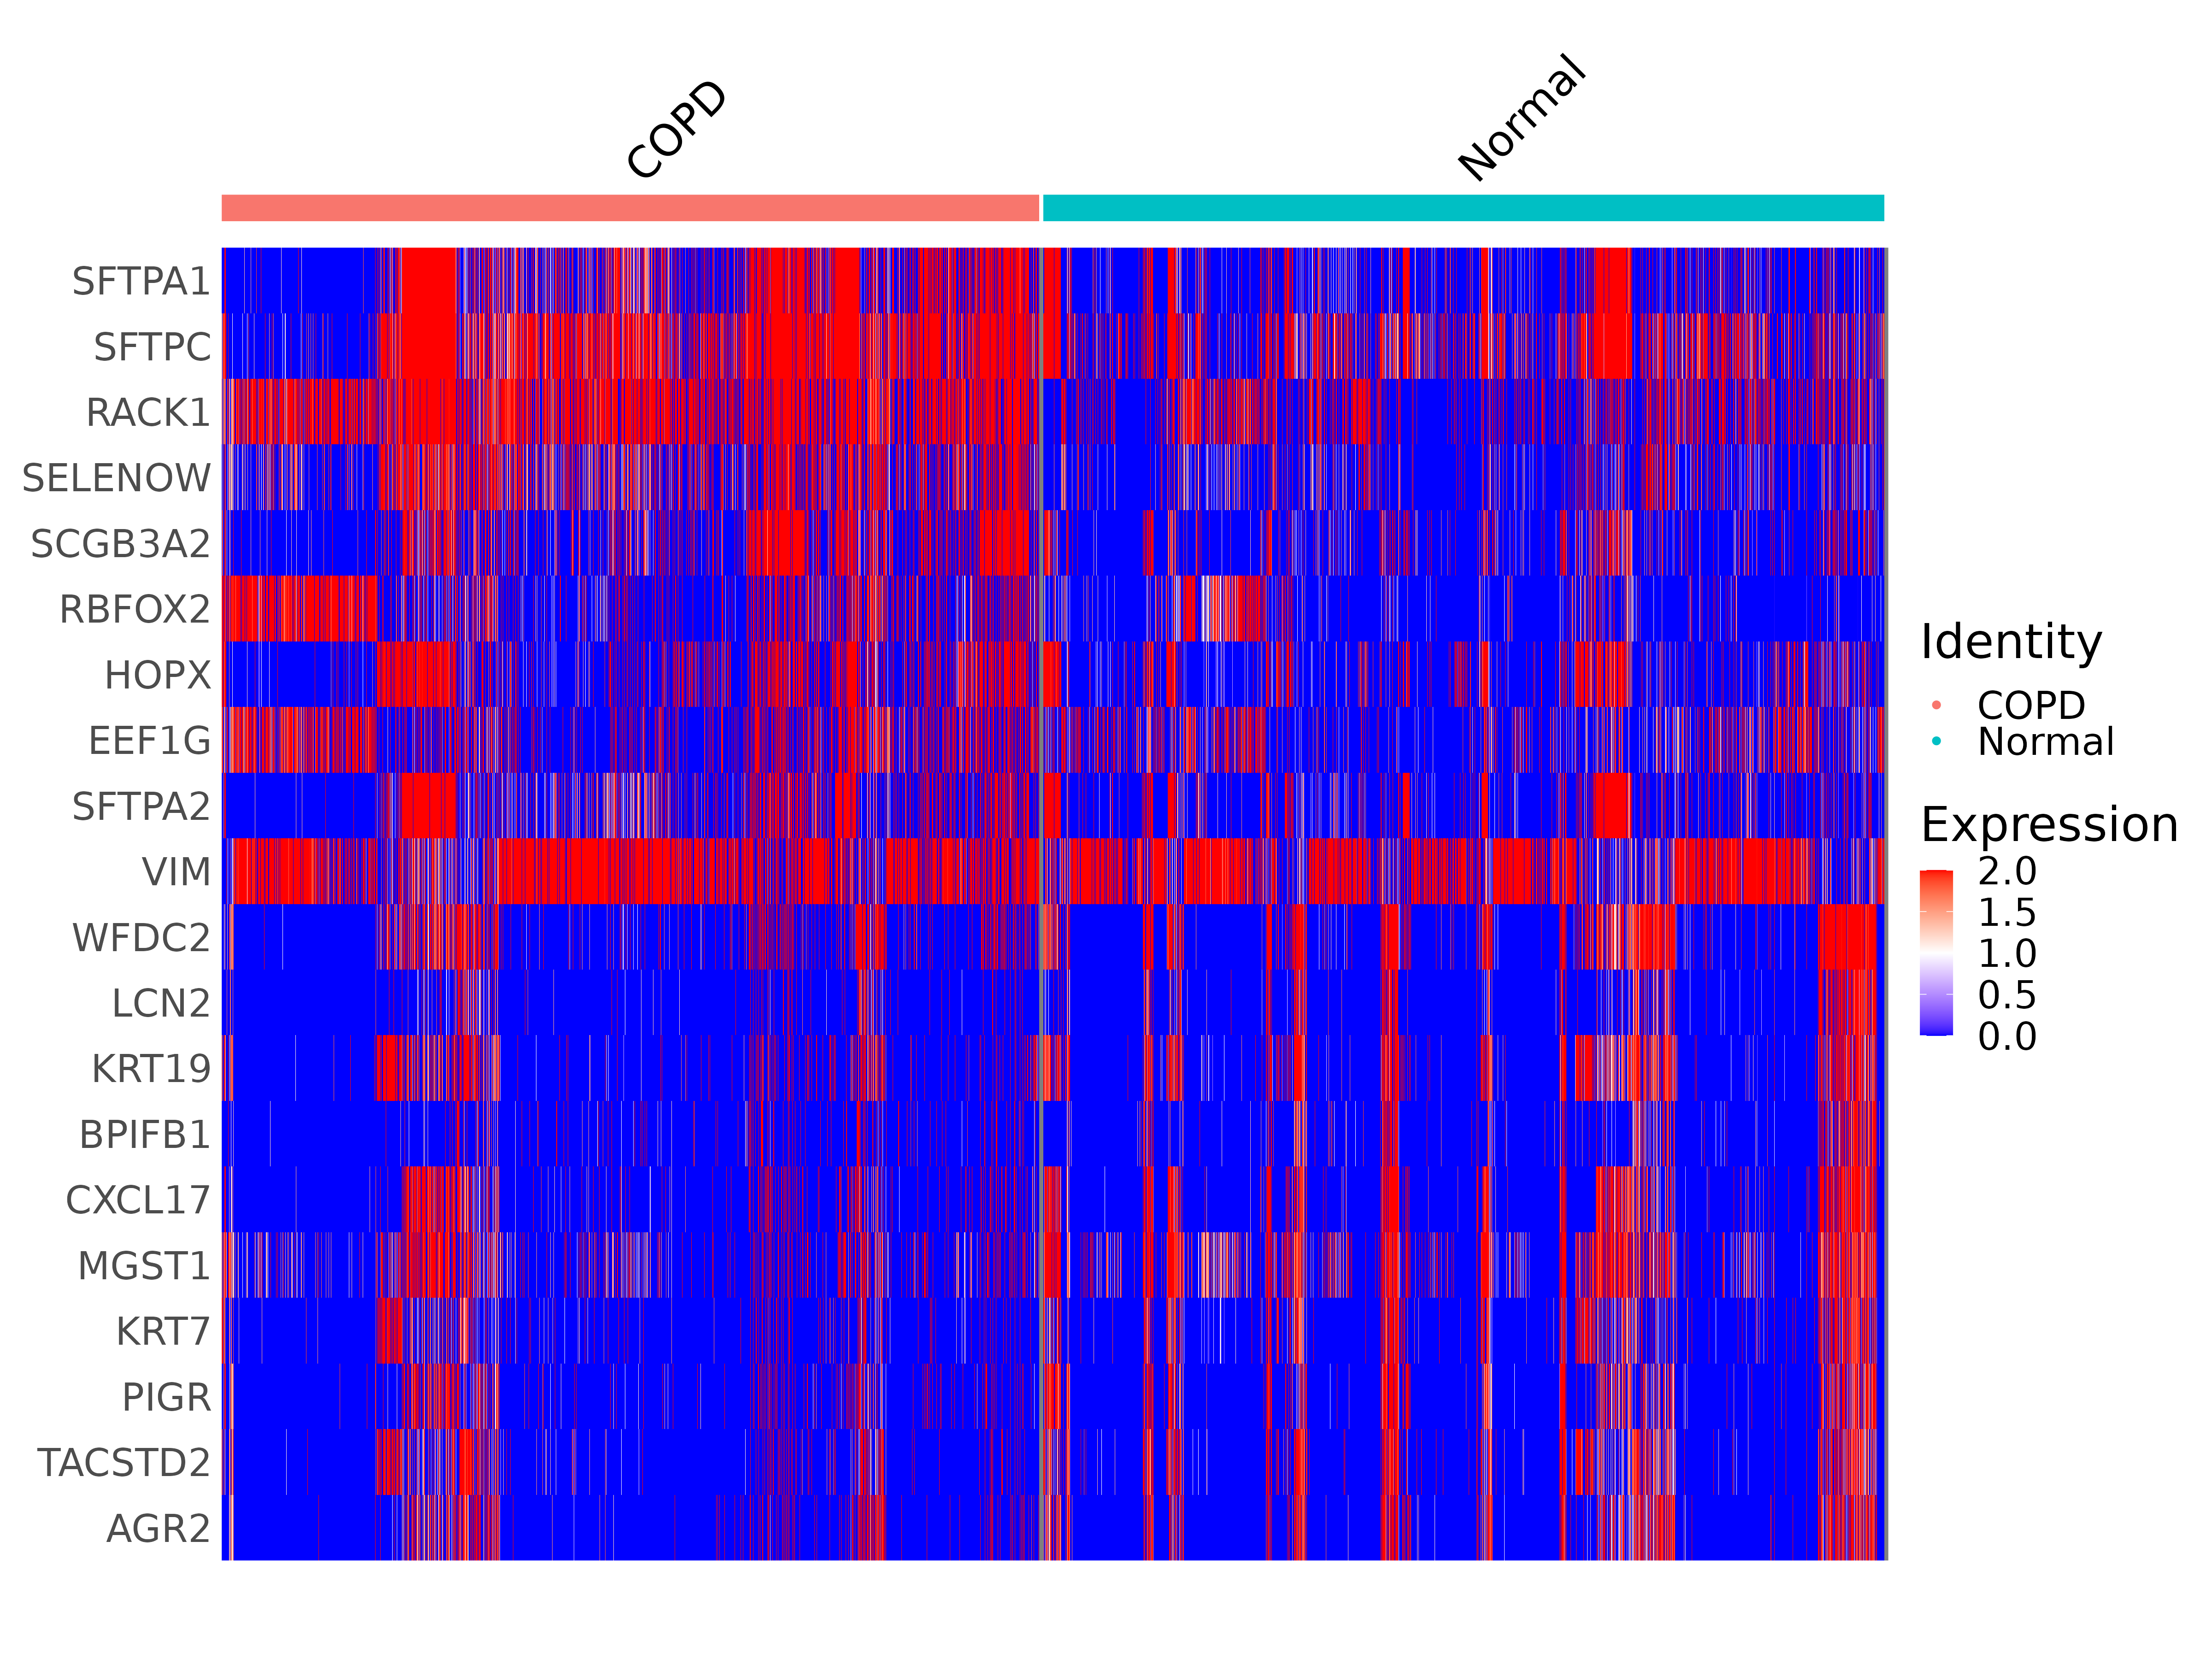 COPD
Normal
SFTPA1
SFTPC
RACK1
SELENOW
SCGB3A2
RBFOX2
HOPX
EEF1G
SFTPA2
VIM
WFDC2
LCN2
KRT19
BPIFB1
CXCL17
MGST1
KRT7
PIGR
TACSTD2
AGR2
Identity
COPD
Normal
Expression
2.0
1.5
1.0
0.5
0.0